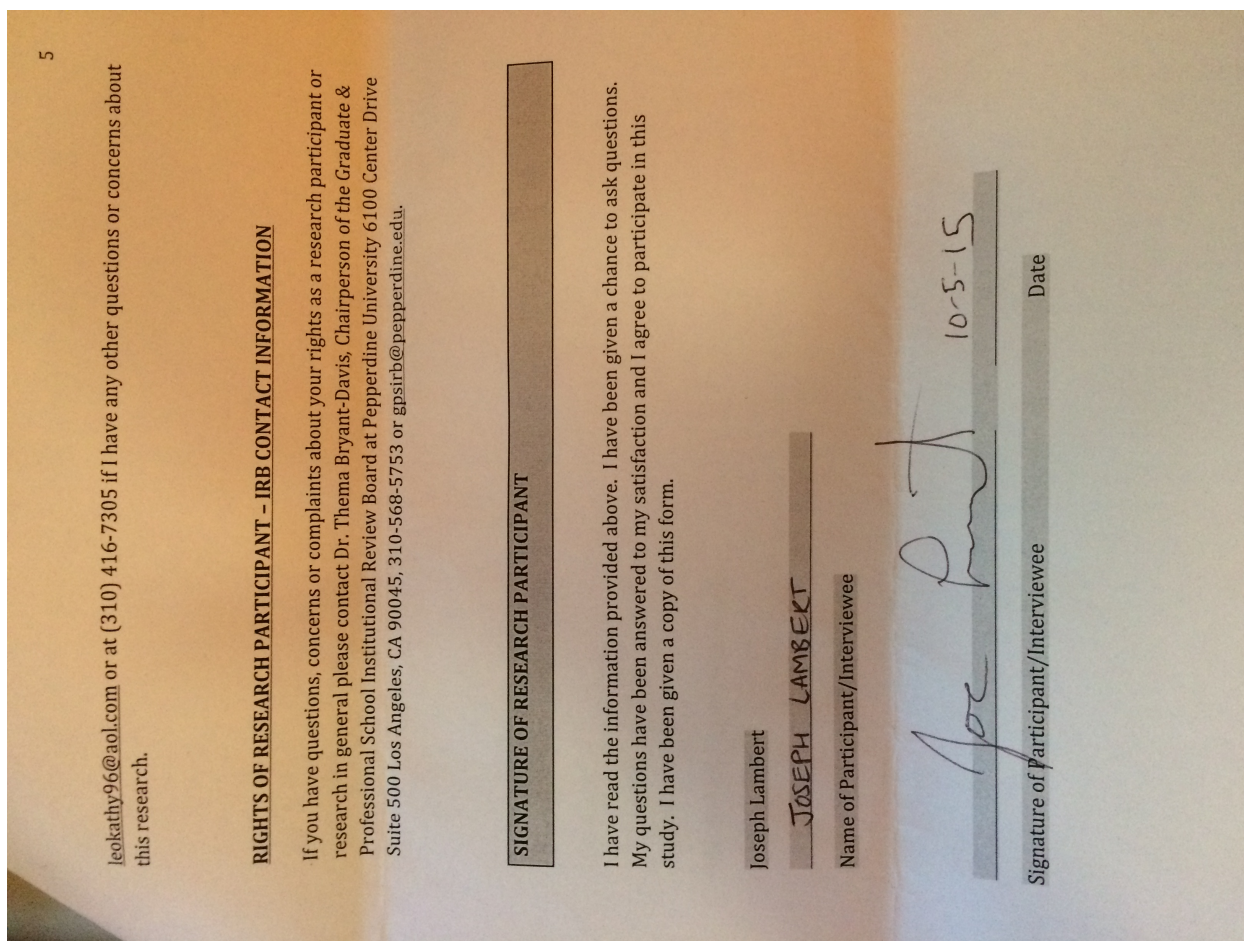 5
leokathy96@aol.com or at (310) 416-7305 if I have any other questions or concerns about
this research.
RIGHTS OF RESEARCH PARTICIPANT – IRB CONTACT INFORMATION
If you have questions, concerns or complaints about your rights as a research participant or
research in general please contact Dr. Thema Bryant-Davis, Chairperson of the Graduate &
Professional School Institutional Review Board at Pepperdine University 6100 Center Drive
Suite 500 Los Angeles, CA 90045, 310-568-5753 or gpsirb@pepperdine.edu.
SIGNATURE OF RESEARCH PARTICIPANT
I have read the information provided above. I have been given a chance to ask questions.
My questions have been answered to my satisfaction and I agree to participate in this
study. I have been given a copy of this form.
Joseph Lambert
JOSEPH LAMBERT
Name of Participant/Interviewee
Joe 10-5-15
Signature of Participant/Interviewee Date